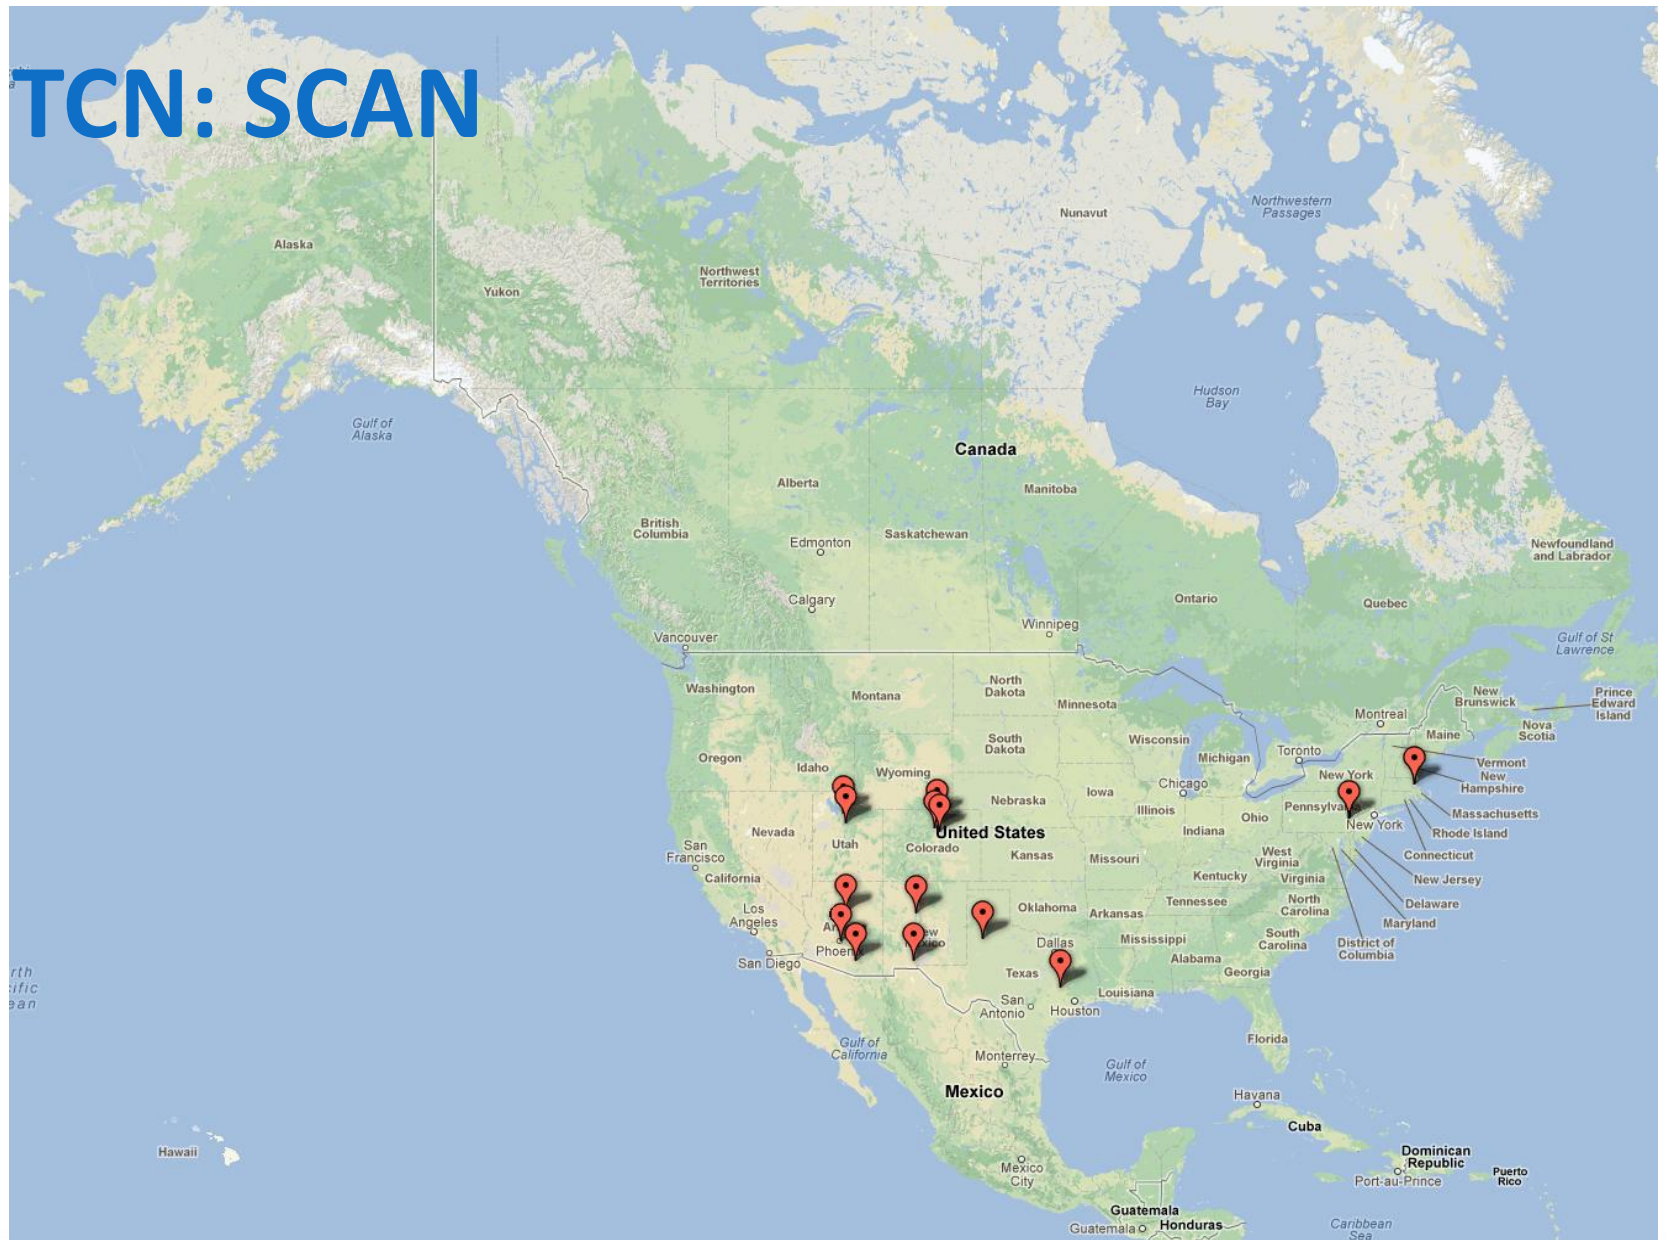 TCN: SCAN
Nunavut
Northwestern
Passages
Alaska
Northwest
Territories
Yukon
Hudson
Bay
Gulf of
Alaska
Canada
Alberta
Manitoba
British
Columbia
Edmonton
Saskatchewan
Newfoundland
and Labrador
Calgary
Ontario
Quebec
Winnipeg
Vancouver
Gulf of St
Lawrence
Washington
Montana
North
Dakota
Minnesota
New
Brunswick
Prince
Edward
Island
Montreal
Nova
Scotia
Maine
Oregon
Idaho
Wyoming
South
Dakota
Wisconsin
Michigan
Toronto
Vermont
New
Hampshire
New York
Chicago
Nebraska
Iowa
Illinois
Ohio
Pennsylvania
Massachusetts
New York
Rhode Island
Nevada
Utah
United States
Colorado
Indiana
Connecticut
San
Francisco
Kansas
Missouri
West
Virginia
California
Kentucky
Virginia
New Jersey
Los
Angeles
Oklahoma
Arkansas
Tennessee
North
Carolina
Delaware
Maryland
New
Mexico
Phoenix
San Diego
Dallas
Mississippi
South
Carolina
District of
Columbia
Texas
Alabama
Georgia
Louisiana
San
Antonio
Houston
rth
cific
ean
Florida
Gulf of
California
Monterrey
Gulf of
Mexico
Mexico
Havana
Cuba
Hawaii
Mexico
City
Dominican
Republic
Port-au-Prince
Puerto
Rico
Guatemala
Guatemala
Honduras
Caribbean
Sea